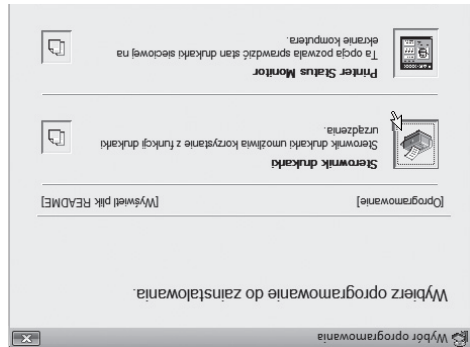 Wybór oprogramowania
Wybierz oprogramowanie do zainstalowania.
[Oprogramowanie] [Wyświetl plik README]
Sterownik drukarki
Sterownik drukarki umożliwia korzystanie z funkcji drukarki
urządzenia.
Printer Status Monitor
Ta opcja pozwala sprawdzić stan drukarki sieciowej na
ekranie komputera.